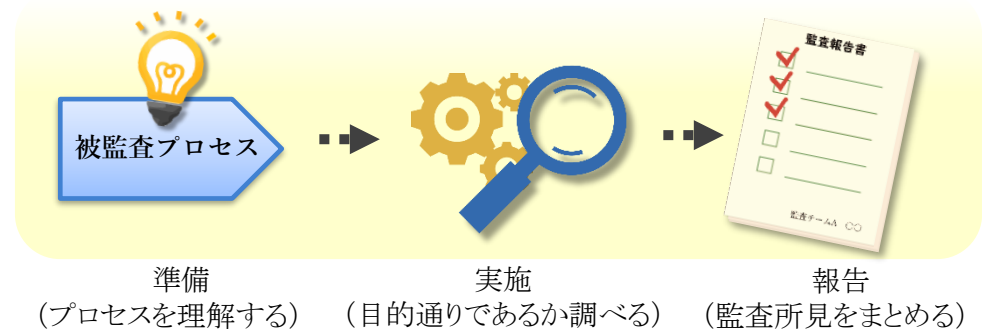 被監査プロセス
監査報告書
監査チームA 〇〇
準備
（プロセスを理解する）
実施
（目的通りであるか調べる）
報告
（監査所見をまとめる）